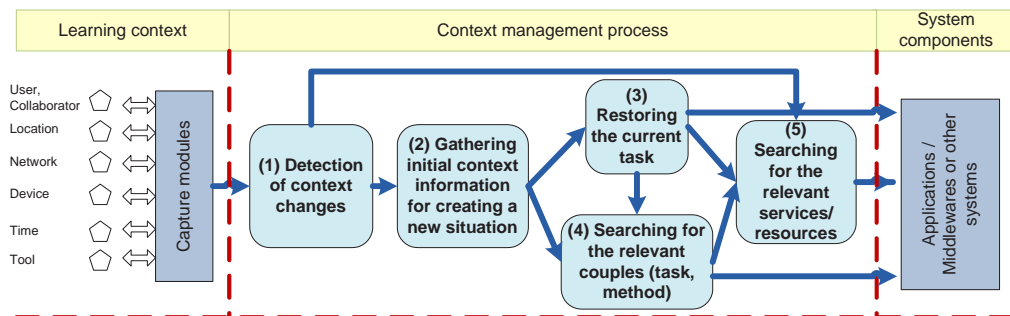 Learning context
Context management process
System
components
User,
Collaborator
Location
Network
Device
Time
Tool
Capture modules
(1) Detection
of context
changes
(2) Gathering
initial context
information
for creating a
new situation
(3)
Restoring
the current
task
(4) Searching for
the relevant
couples (task,
method)
(5)
Searching
for the
relevant
services/
resources
Applications /
Middlewares or other
systems